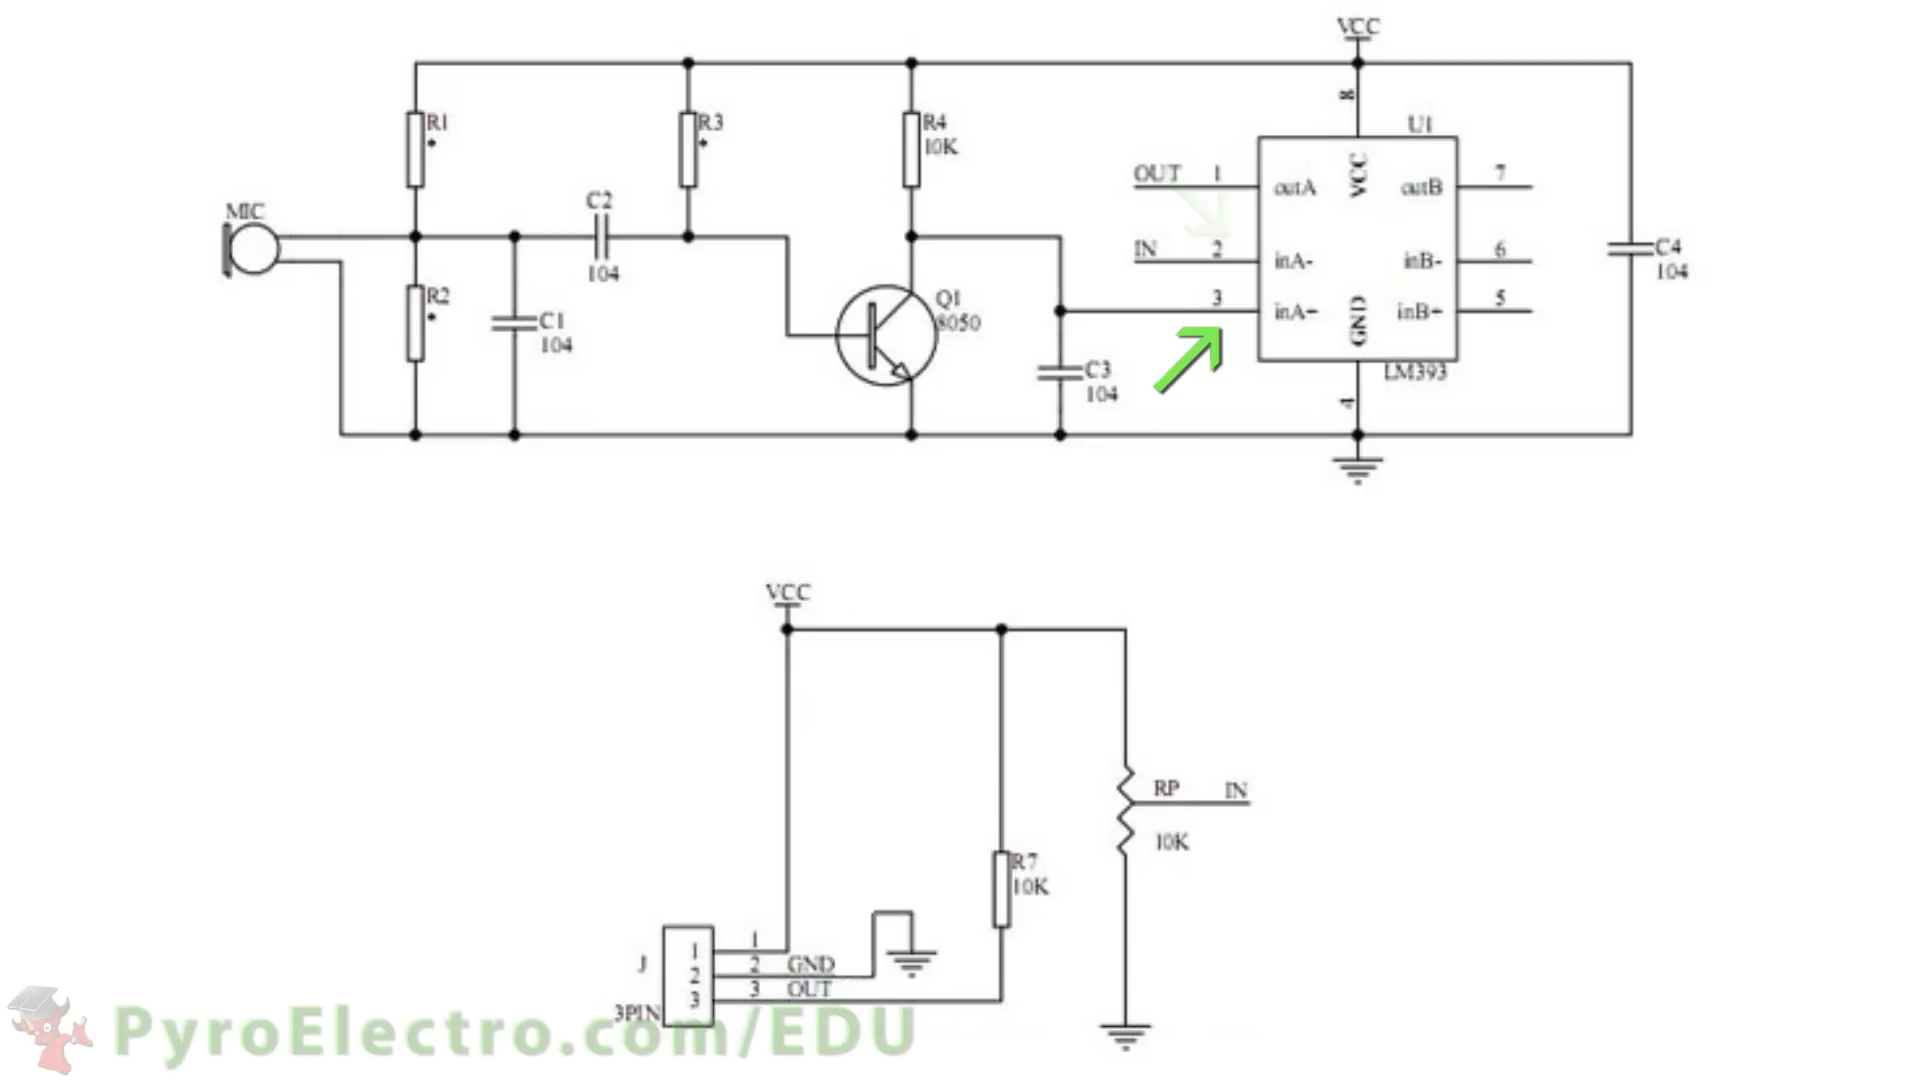 VCC
8
R1
*
R3
*
R4
10K
U1
OUT 1 outA VCC outB 7
MIC
C2
104
IN 2 inA- inB- 6
C4
104
R2
*
Q1
8050
C1
104
3 inA+ GND inB+ 5
C3
104
LM393
4
VCC
RP IN
10K
R7
10K
J
1 1
2 2 GND
3 3 OUT
3PIN
PyroElectro.com/EDU